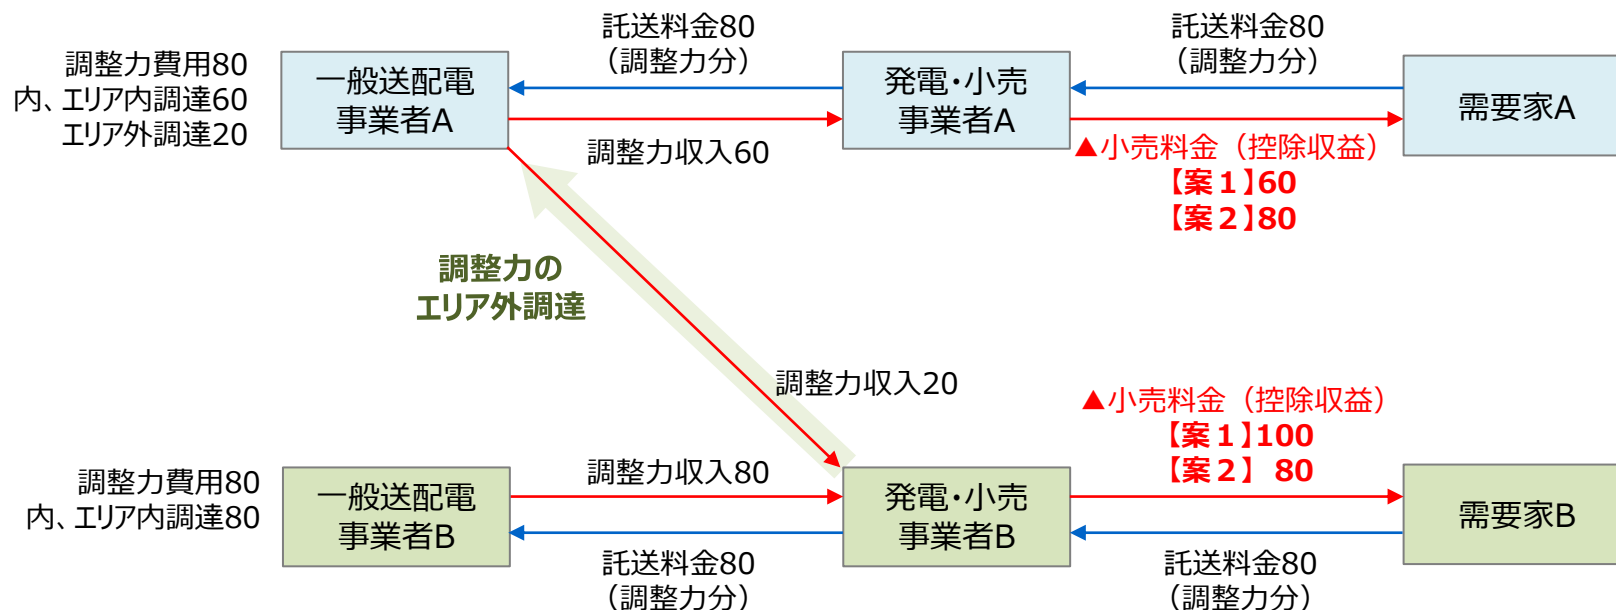 調整力費用80
内、エリア内調達60
エリア外調達20
一般送配電
事業者A
託送料金80
（調整力分）
調整力収入60
発電・小売
事業者A
託送料金80
（調整力分）
▲小売料金（控除収益）
【案１】60
【案２】80
需要家A
調整力の
エリア外調達
調整力収入20
調整力費用80
内、エリア内調達80
一般送配電
事業者B
調整力収入80
託送料金80
（調整力分）
発電・小売
事業者B
▲小売料金（控除収益）
【案１】100
【案２】 80
託送料金80
（調整力分）
需要家B